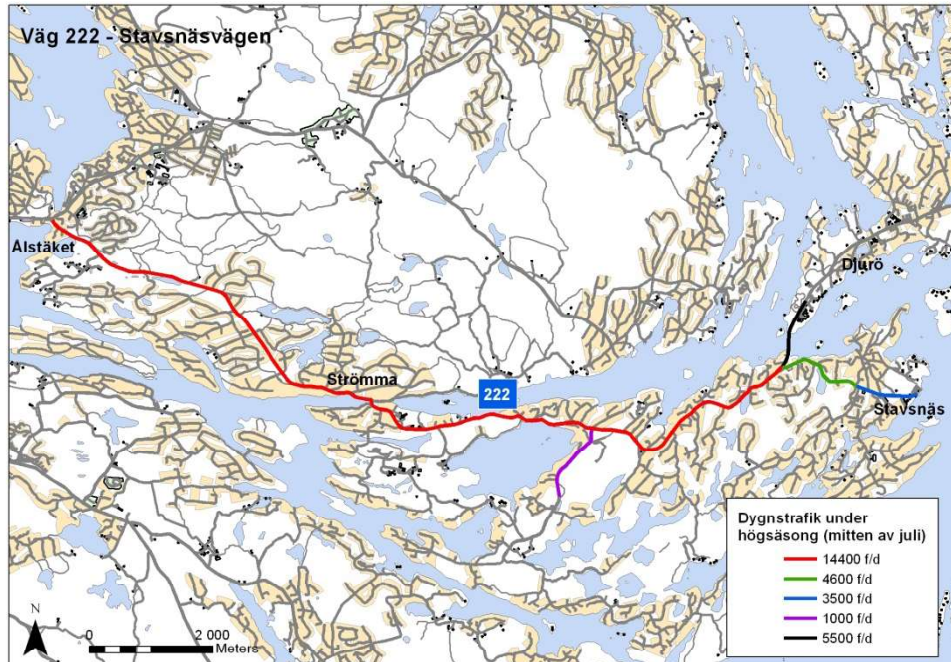 Väg 222 - Stavsnäsvägen
Ålstäket
Djurö
Strömma
222
Stavsnäs
Dygnstrafik under
högsäsong (mitten av juli)
14400 f/d
4600 f/d
3500 f/d
1000 f/d
5500 f/d
N
0 2 000
Meters